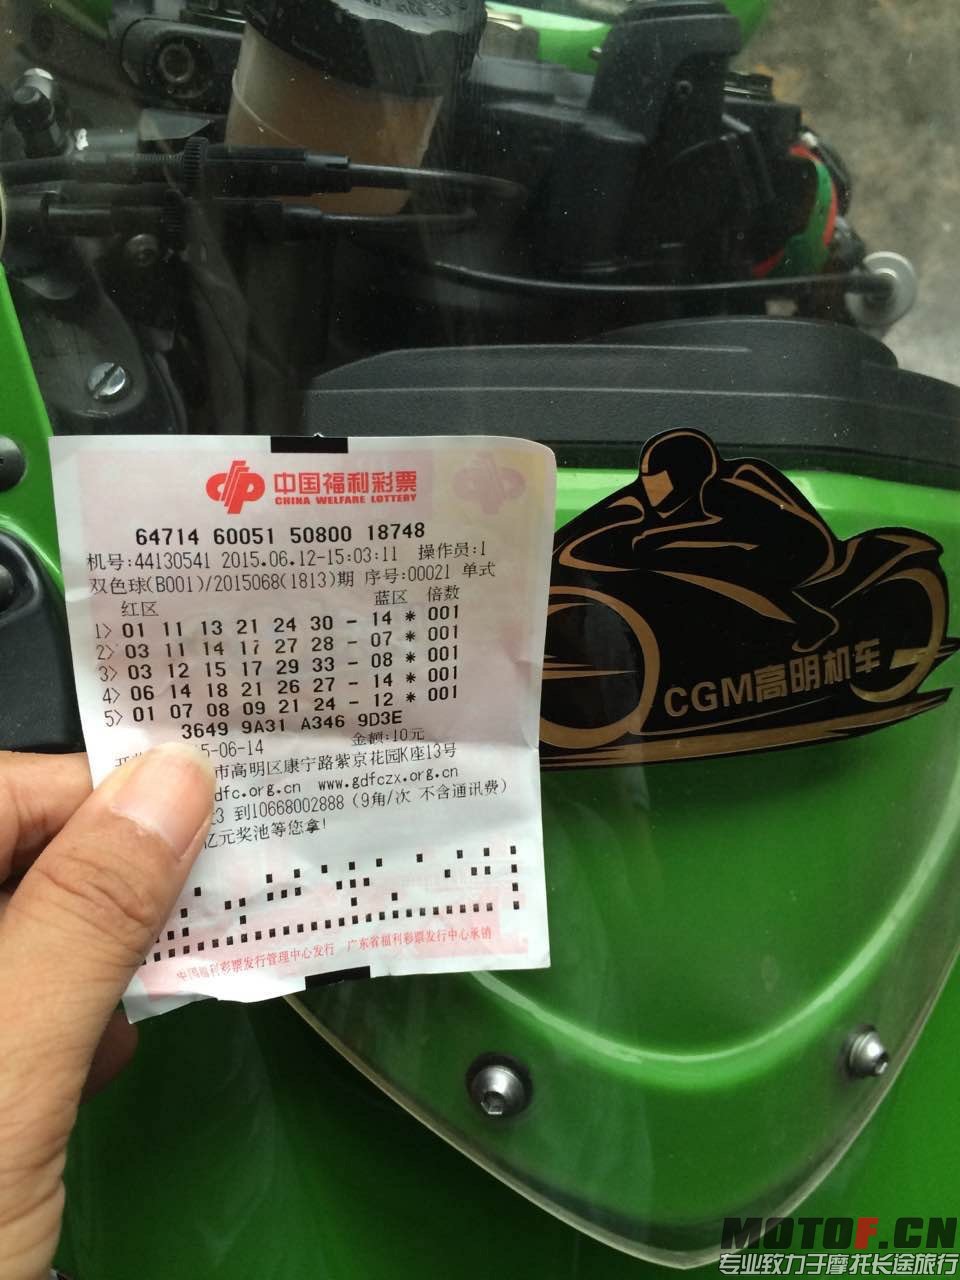 中国福利彩票
CHINA WELFARE LOTTERY
64714 60051 50800 18748
机号:44130541 2015.06.12-15:03:11 操作员:1
双色球(B001)/2015068(1813)期 序号:00021 单式
红区 蓝区 倍数
1> 01 11 13 21 24 30 - 14 * 001
2> 03 11 14 17 27 28 - 07 * 001
3> 03 12 15 17 29 33 - 08 * 001
4> 06 14 18 21 26 27 - 14 * 001
5> 01 07 08 09 21 24 - 12 * 001
3649 9A31 A346 9D3E
5-06-14 金额:10元
市高明区康宁路紫京花园K座13号
dfc.org.cn www.gdfczx.org.cn
3 到10668002888(9角/次 不含通讯费)
亿元奖池等您拿!
中国福利彩票发行管理中心发行 广东省福利彩票发行中心承销
CGM高明机车
MOTOF.CN
专业致力于摩托长途旅行